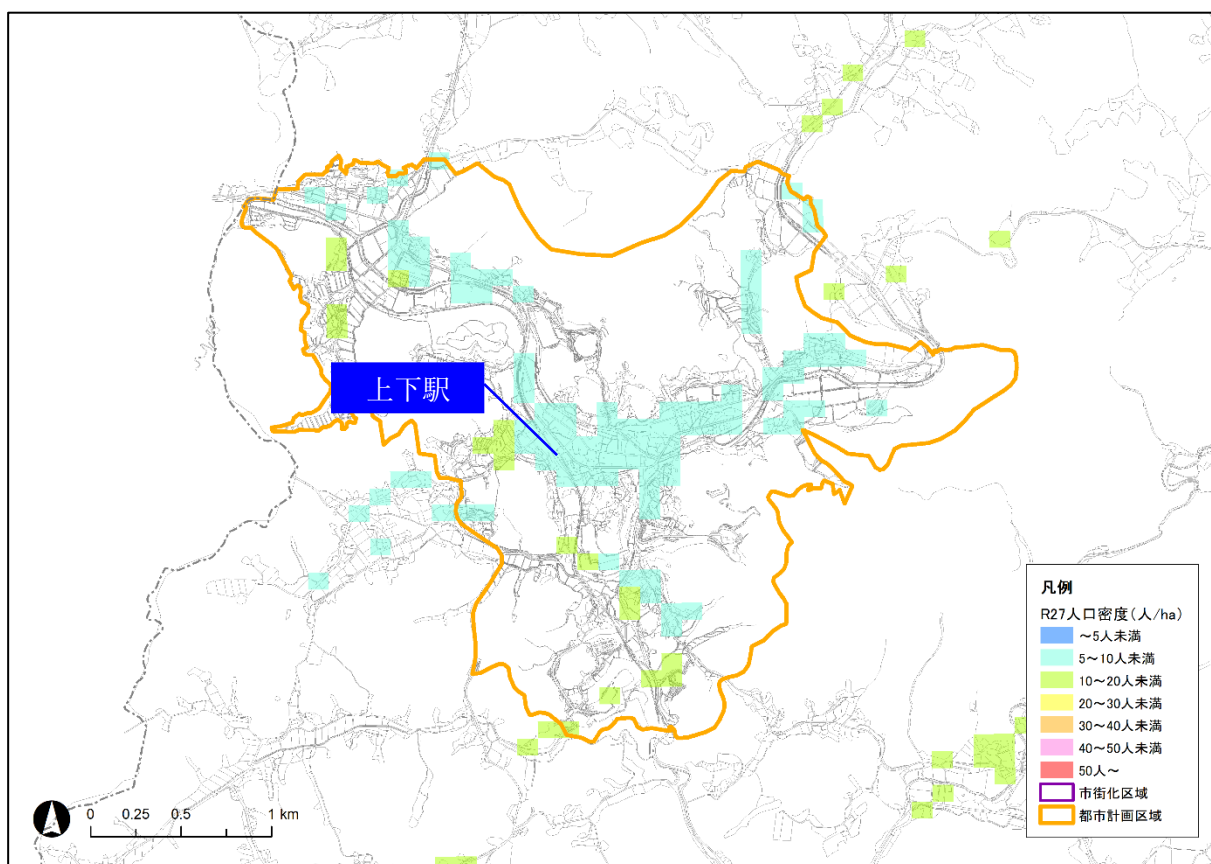 上下駅
凡例
R27人口密度(人/ha)
～5人未満
5～10人未満
10～20人未満
20～30人未満
30～40人未満
40～50人未満
50人～
市街化区域
都市計画区域
0 0.25 0.5 1 km